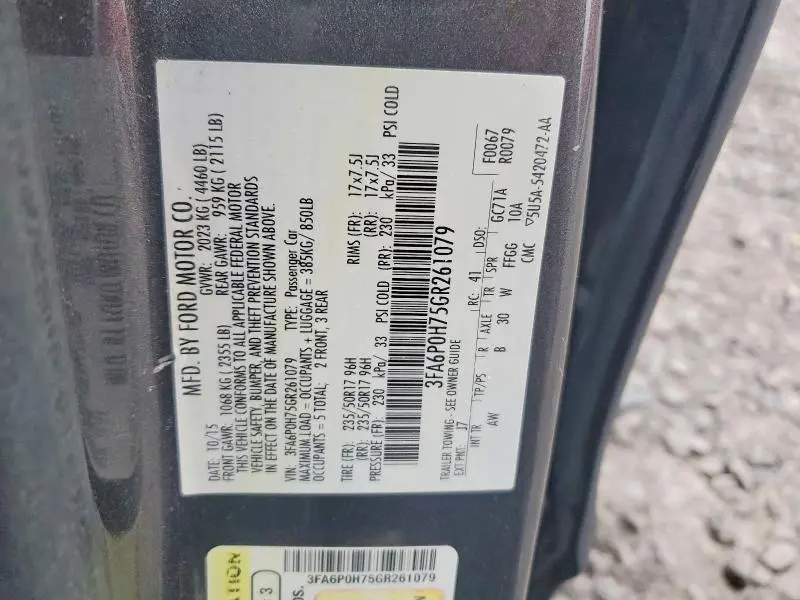 MFD. BY FORD MOTOR CO.
DATE: 10/15 GVWR: 2023 KG ( 4460 LB)
FRONT GAWR: 1068 KG ( 2355 LB) REAR GAWR: 959 KG ( 2115 LB)
THIS VEHICLE CONFORMS TO ALL APPLICABLE FEDERAL MOTOR
VEHICLE SAFETY, BUMPER, AND THEFT PREVENTION STANDARDS
IN EFFECT ON THE DATE OF MANUFACTURE SHOWN ABOVE.
VIN: 3FA6P0H75GR261079 TYPE: Passenger Car
MAXIMUM LOAD = OCCUPANTS + LUGGAGE = 385KG/ 850LB
OCCUPANTS = 5 TOTAL: 2 FRONT, 3 REAR
TIRE (FR): 235/50R17 96H RIMS (FR): 17x7.5J
(RR): 235/50R17 96H (RR): 17x7.5J
PRESSURE (FR): 230 kPa/ 33 PSI COLD (RR): 230 kPa/ 33 PSI COLD
3FA6P0H75GR261079
F0067
R0079
TRAILER TOWING - SEE OWNER GUIDE
EXT PNT: J7 RC: 41 DSO:
INT TR TP/PS R AXLE TR SPR GC71A
AW B 30 W FFGG 10A
CMC ▽5U5A-5420472-AA
3
3FA6P0H75GR261079